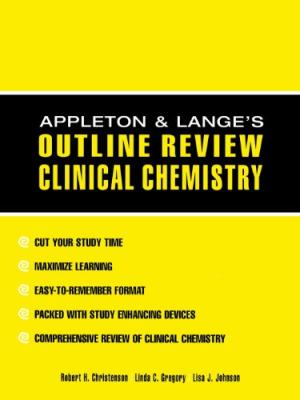 APPLETON & LANGE'S
OUTLINE REVIEW
CLINICAL CHEMISTRY
CUT YOUR STUDY TIME
MAXIMIZE LEARNING
EASY-TO-REMEMBER FORMAT
PACKED WITH STUDY ENHANCING DEVICES
COMPREHENSIVE REVIEW OF CLINICAL CHEMISTRY
Robert H. Christenson Linda C. Gregory Lisa J. Johnson